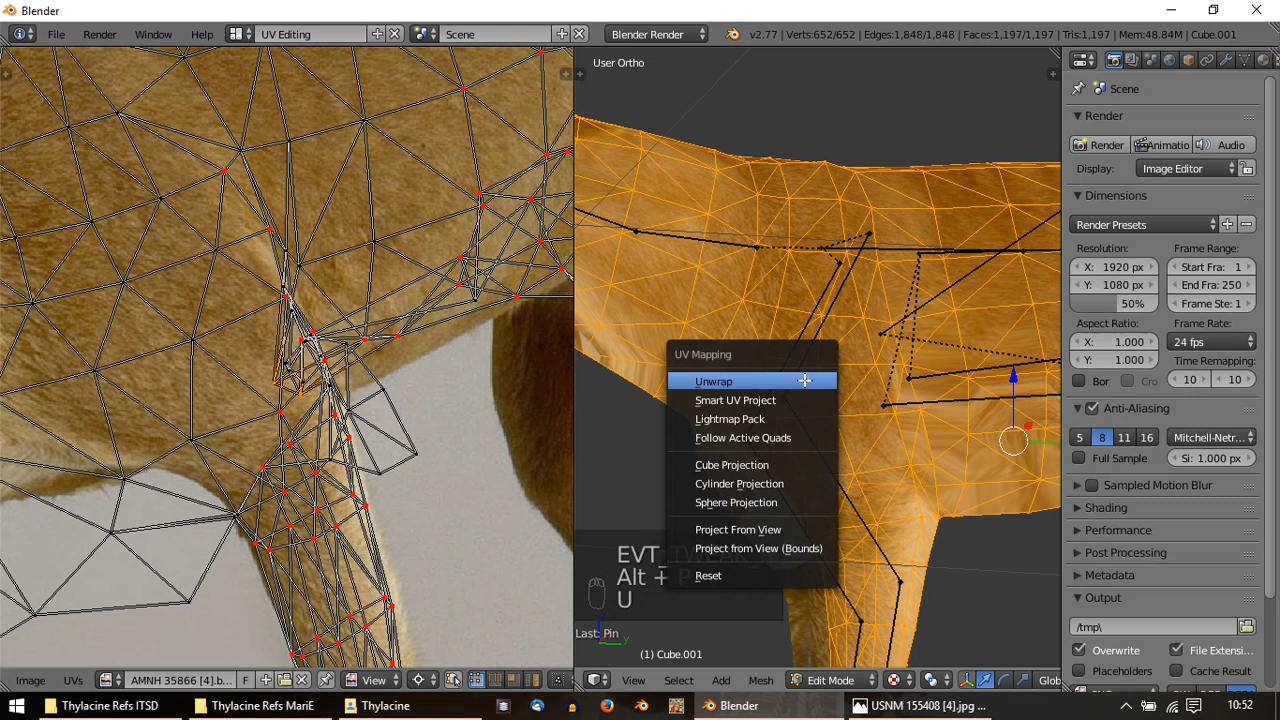 Blender
File Render Window Help UV Editing Scene Blender Render v2.77 | Verts:652/652 | Edges:1,848/1,848 | Faces:1,197/1,197 | Tris:1,197 | Mem:48.84M | Cube.001
User Ortho
Scene
Render
Render Animatio Audio
Display: Image Editor
Dimensions
Render Presets
Resolution: Frame Range:
X: 1920 px Start Fra: 1
Y: 1080 px End Fra: 250
50% Frame Ste: 1
Aspect Ratio: Frame Rate:
X: 1.000 24 fps
Y: 1.000 Time Remapping:
Bor Cro 10 10
Anti-Aliasing
5 8 11 16 Mitchell-Netr...
Full Sample Si: 1.000 px
Sampled Motion Blur
Shading
Performance
Post Processing
Metadata
Output
/tmp\
Overwrite File Extensi...
Placeholders Cache Result
UV Mapping
Unwrap
Smart UV Project
Lightmap Pack
Follow Active Quads
Cube Projection
Cylinder Projection
Sphere Projection
Project From View
Project from View (Bounds)
Reset
EVT_TWEAK
Alt + P
U
Last: Pin
(1) Cube.001
Image UVs AMNH 35866 [4].b... F View
View Select Add Mesh Edit Mode Glob
Thylacine Refs ITSD Thylacine Refs MariE Thylacine Blender USNM 155408 [4].jpg ... 10:52